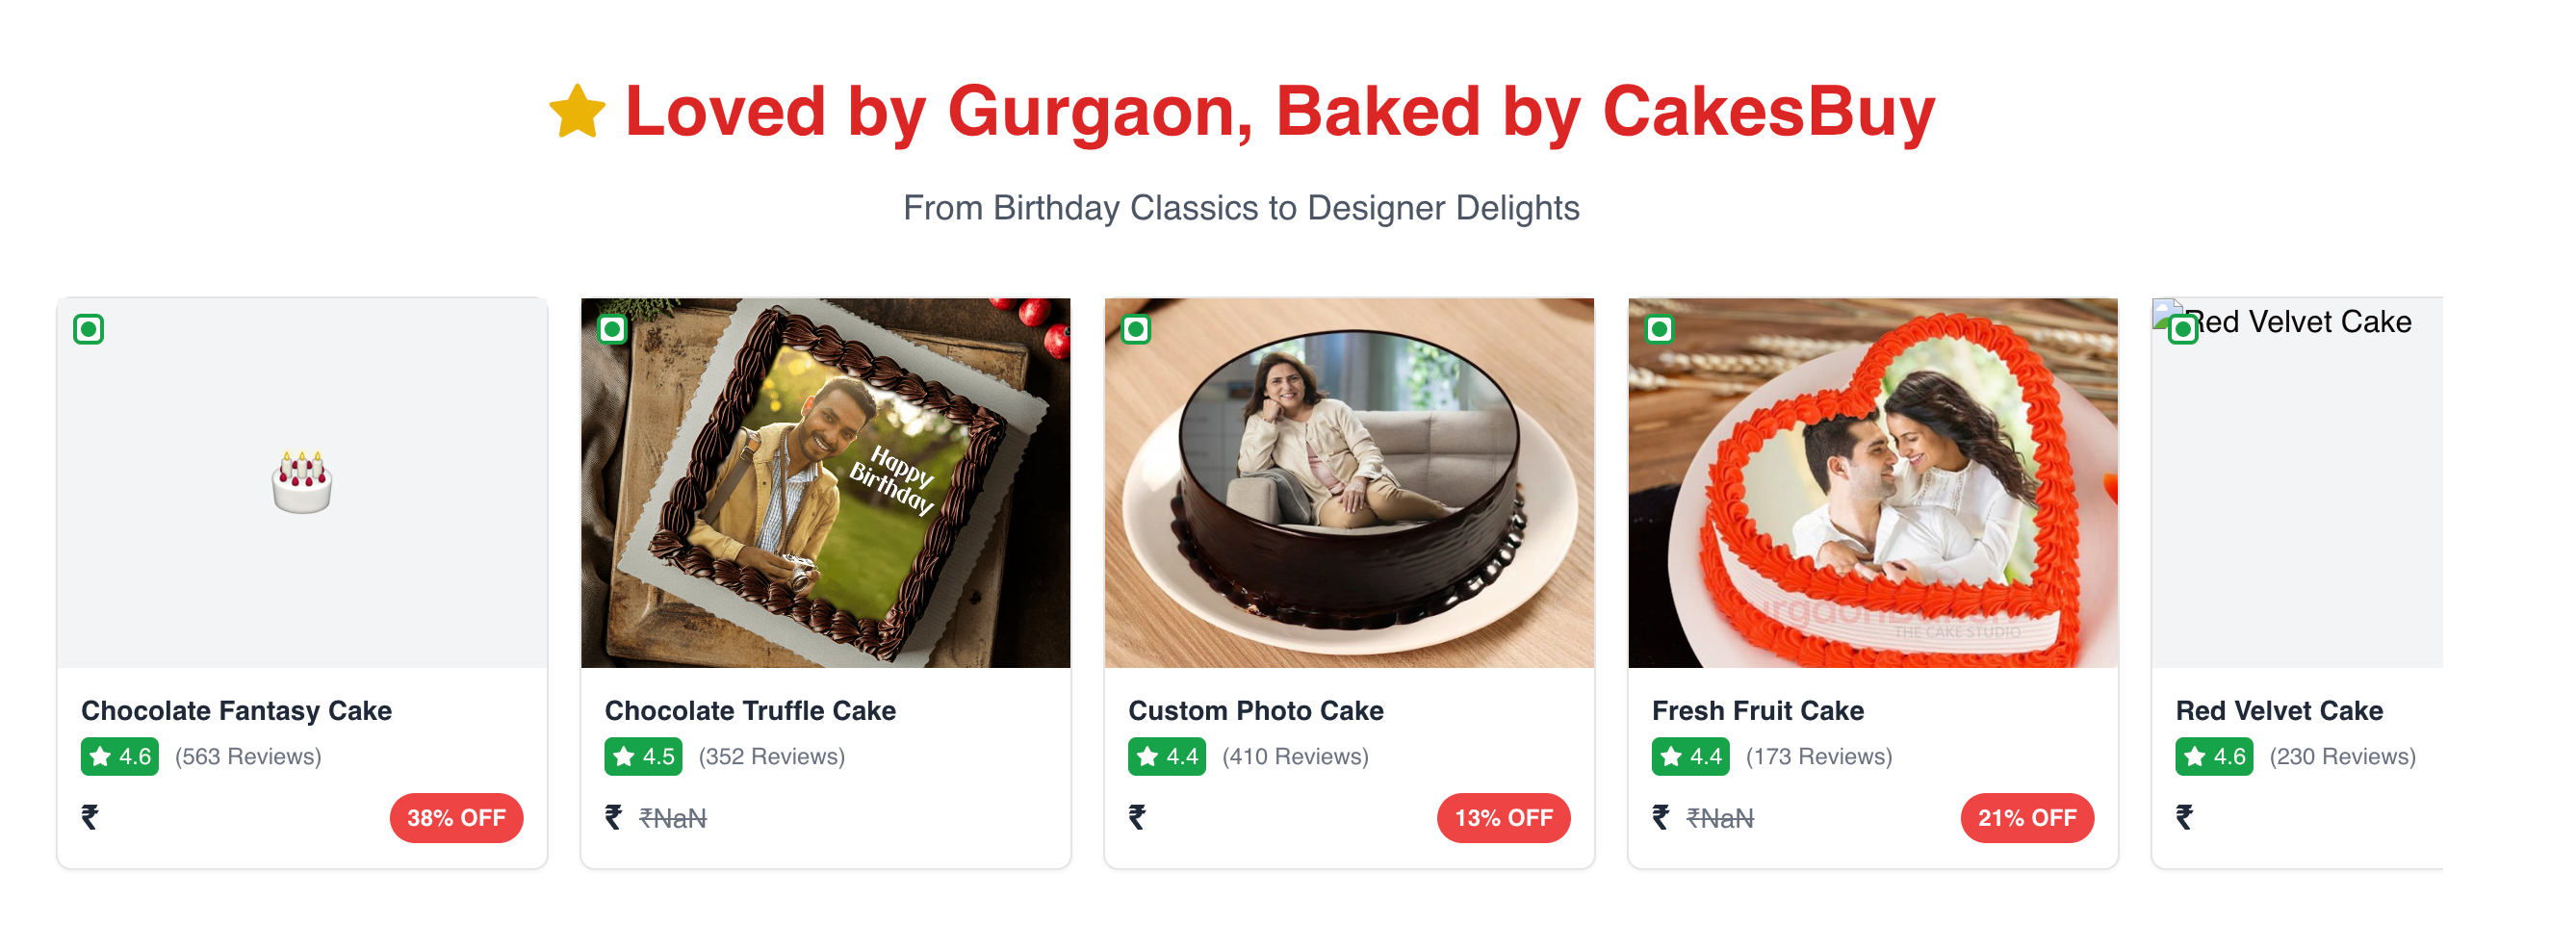 Loved by Gurgaon, Baked by CakesBuy
From Birthday Classics to Designer Delights
Happy
Birthday
THE CAKE STUDIO
Red Velvet Cake
Chocolate Fantasy Cake
4.6 (563 Reviews)
₹ 38% OFF
Chocolate Truffle Cake
4.5 (352 Reviews)
₹ ₹NaN
Custom Photo Cake
4.4 (410 Reviews)
₹ 13% OFF
Fresh Fruit Cake
4.4 (173 Reviews)
₹ ₹NaN 21% OFF
Red Velvet Cake
4.6 (230 Reviews)
₹